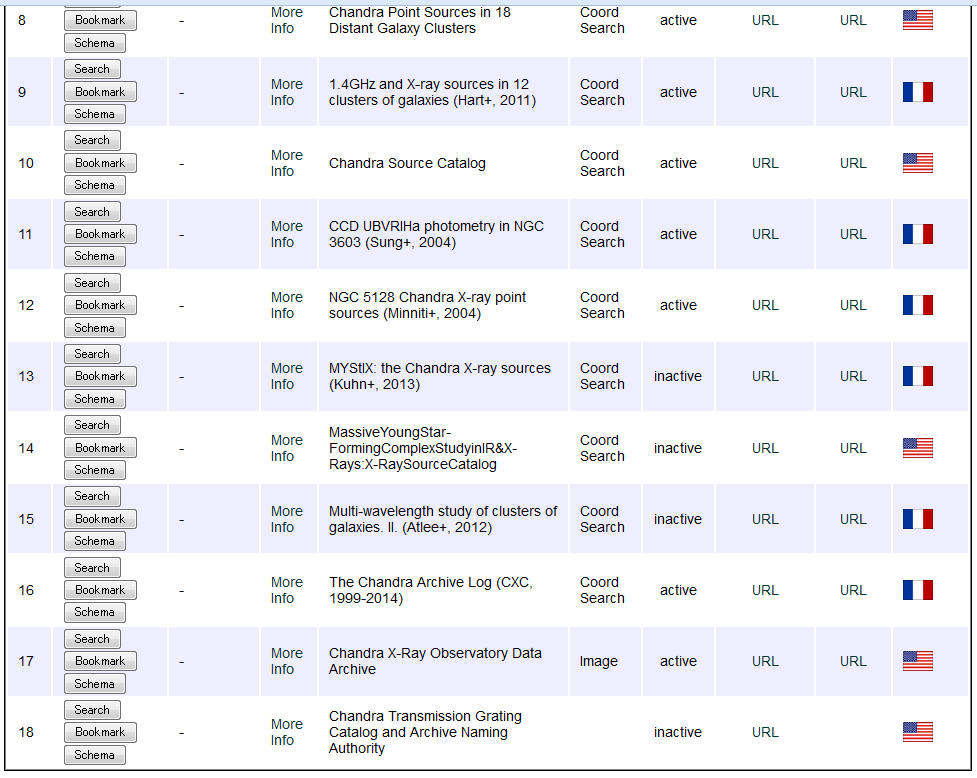 8 Bookmark Schema - More Info Chandra Point Sources in 18 Distant Galaxy Clusters Coord Search active URL URL
9 Search Bookmark Schema - More Info 1.4GHz and X-ray sources in 12 clusters of galaxies (Hart+, 2011) Coord Search active URL URL
10 Search Bookmark Schema - More Info Chandra Source Catalog Coord Search active URL URL
11 Search Bookmark Schema - More Info CCD UBVRIHa photometry in NGC 3603 (Sung+, 2004) Coord Search active URL URL
12 Search Bookmark Schema - More Info NGC 5128 Chandra X-ray point sources (Minniti+, 2004) Coord Search active URL URL
13 Search Bookmark Schema - More Info MYStIX: the Chandra X-ray sources (Kuhn+, 2013) Coord Search inactive URL URL
14 Search Bookmark Schema - More Info MassiveYoungStar-FormingComplexStudyinIR&X-Rays:X-RaySourceCatalog Coord Search inactive URL URL
15 Search Bookmark Schema - More Info Multi-wavelength study of clusters of galaxies. II. (Atlee+, 2012) Coord Search inactive URL URL
16 Search Bookmark Schema - More Info The Chandra Archive Log (CXC, 1999-2014) Coord Search active URL URL
17 Search Bookmark Schema - More Info Chandra X-Ray Observatory Data Archive Image active URL URL
18 Search Bookmark Schema - More Info Chandra Transmission Grating Catalog and Archive Naming Authority inactive URL